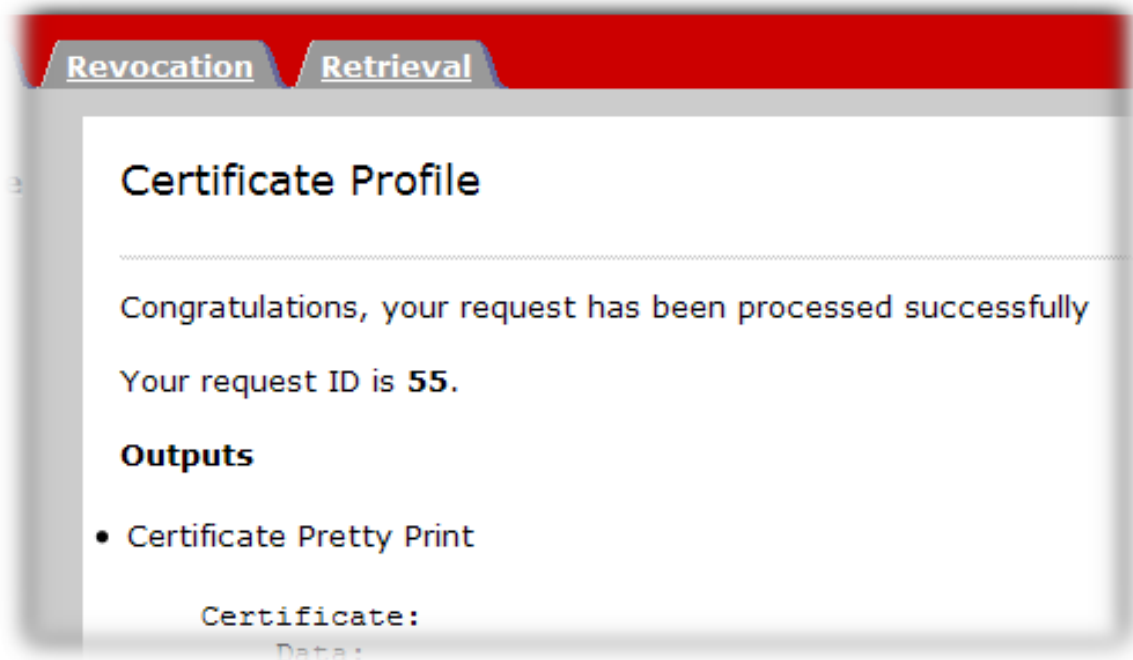 Revocation Retrieval
Certificate Profile
Congratulations, your request has been processed successfully
Your request ID is 55.
Outputs
• Certificate Pretty Print
Certificate:
Data: